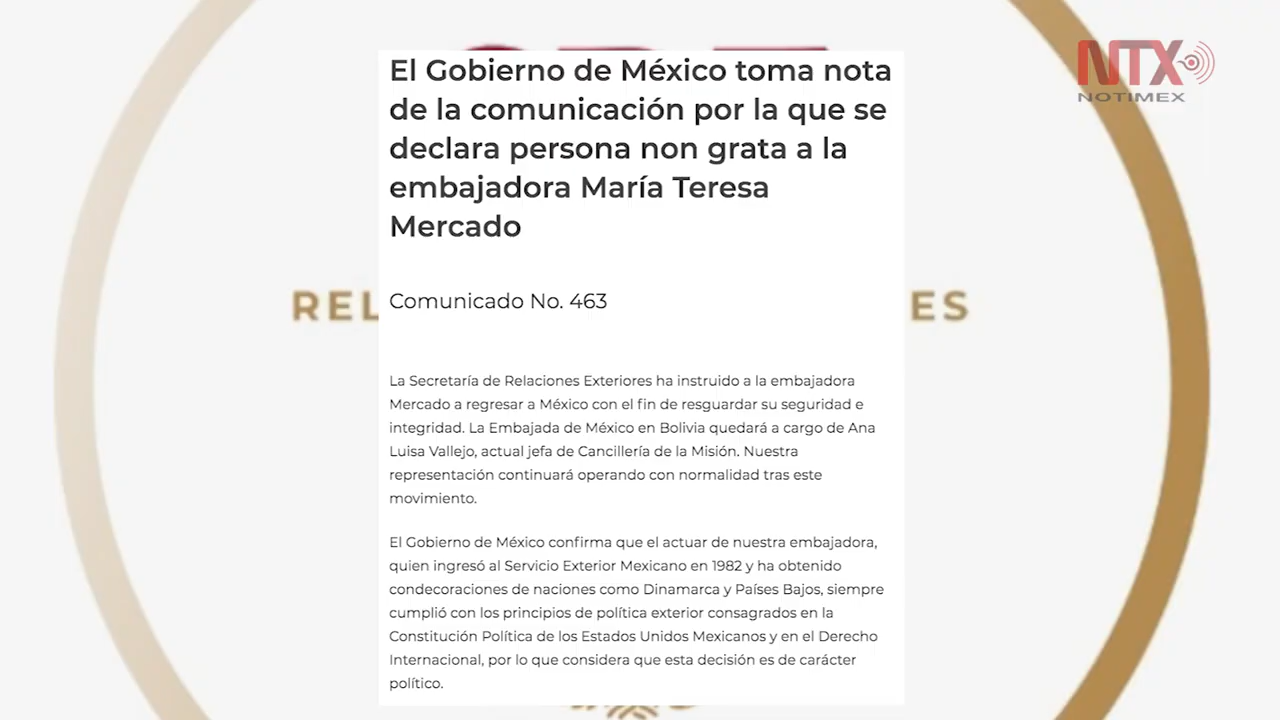 El Gobierno de México toma nota
de la comunicación por la que se
declara persona non grata a la
embajadora María Teresa
Mercado
NTX
NOTIMEX
Comunicado No. 463
REL
ES
La Secretaría de Relaciones Exteriores ha instruido a la embajadora
Mercado a regresar a México con el fin de resguardar su seguridad e
integridad. La Embajada de México en Bolivia quedará a cargo de Ana
Luisa Vallejo, actual jefa de Cancillería de la Misión. Nuestra
representación continuará operando con normalidad tras este
movimiento.
El Gobierno de México confirma que el actuar de nuestra embajadora,
quien ingresó al Servicio Exterior Mexicano en 1982 y ha obtenido
condecoraciones de naciones como Dinamarca y Países Bajos, siempre
cumplió con los principios de política exterior consagrados en la
Constitución Política de los Estados Unidos Mexicanos y en el Derecho
Internacional, por lo que considera que esta decisión es de carácter
político.